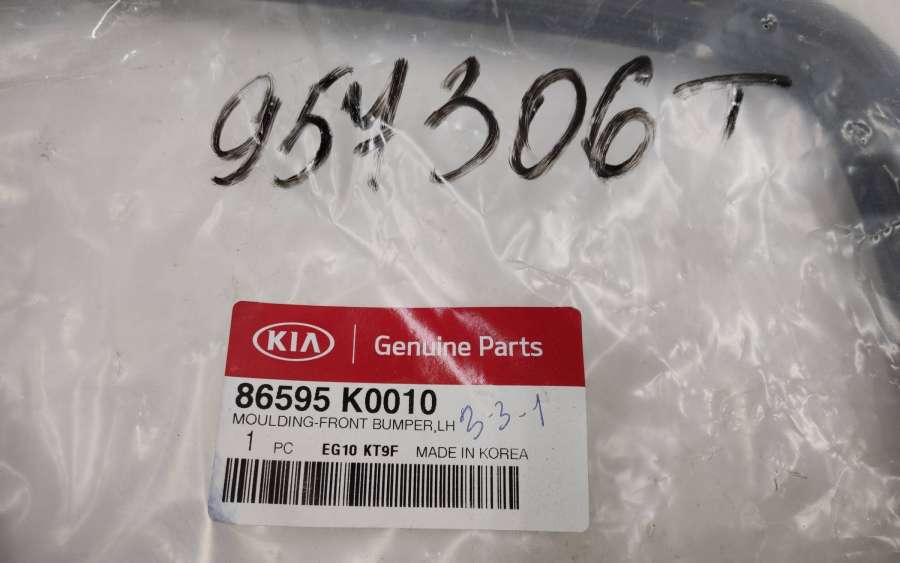 954306T
KIA Genuine Parts
86595 K0010
MOULDING-FRONT BUMPER,LH 3-3-1
1 PC EG10 KT9F MADE IN KOREA